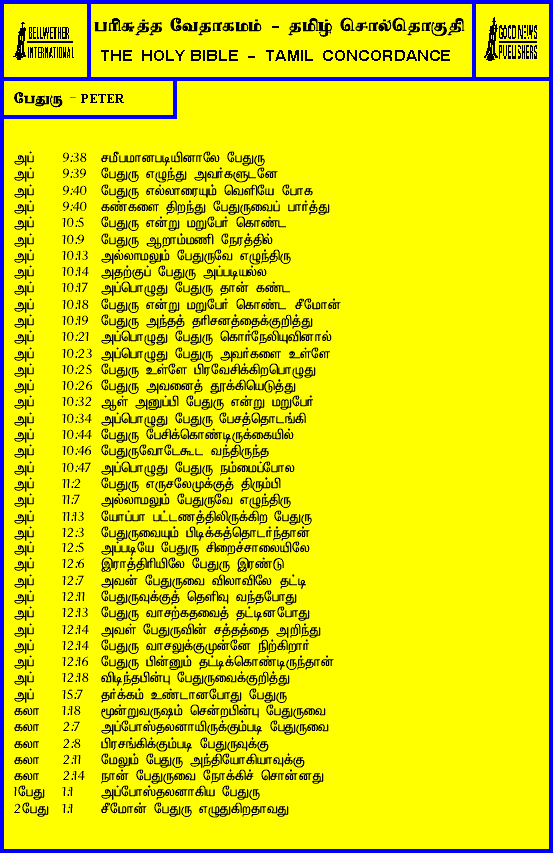 BELLWETHER
INTERNATIONAL
பரிசுத்த வேதாகமம் - தமிழ் சொல்தொகுதி
THE HOLY BIBLE - TAMIL CONCORDANCE
GOOD NEWS
PUBLISHERS
பேதுரு - PETER
அப் 9:38 சமீபமானபடியினாலே பேதுரு
அப் 9:39 பேதுரு எழுந்து அவர்களுடனே
அப் 9:40 பேதுரு எல்லாரையும் வெளியே போக
அப் 9:40 கண்களை திறந்து பேதுருவைப் பார்த்து
அப் 10:5 பேதுரு என்று மறுபேர் கொண்ட
அப் 10:9 பேதுரு ஆறாம்மணி நேரத்தில்
அப் 10:13 அல்லாமலும் பேதுருவே எழுந்திரு
அப் 10:14 அதற்குப் பேதுரு அப்படியல்ல
அப் 10:17 அப்பொழுது பேதுரு தான் கண்ட
அப் 10:18 பேதுரு என்று மறுபேர் கொண்ட சீமோன்
அப் 10:19 பேதுரு அந்தத் தரிசனத்தைக்குறித்து
அப் 10:21 அப்பொழுது பேதுரு கொர்நேலியுவினால்
அப் 10:23 அப்பொழுது பேதுரு அவர்களை உள்ளே
அப் 10:25 பேதுரு உள்ளே பிரவேசிக்கிறபொழுது
அப் 10:26 பேதுரு அவனைத் தூக்கியெடுத்து
அப் 10:32 ஆள் அனுப்பி பேதுரு என்று மறுபேர்
அப் 10:34 அப்பொழுது பேதுரு பேசத்தொடங்கி
அப் 10:44 பேதுரு பேசிக்கொண்டிருக்கையில்
அப் 10:46 பேதுருவோடேகூட வந்திருந்த
அப் 10:47 அப்பொழுது பேதுரு நம்மைப்போல
அப் 11:2 பேதுரு எருசலேமுக்குத் திரும்பி
அப் 11:7 அல்லாமலும் பேதுருவே எழுந்திரு
அப் 11:13 யோப்பா பட்டணத்திலிருக்கிற பேதுரு
அப் 12:3 பேதுருவையும் பிடிக்கத்தொடர்ந்தான்
அப் 12:5 அப்படியே பேதுரு சிறைச்சாலையிலே
அப் 12:6 இராத்திரியிலே பேதுரு இரண்டு
அப் 12:7 அவன் பேதுருவை விலாவிலே தட்டி
அப் 12:11 பேதுருவுக்குத் தெளிவு வந்தபோது
அப் 12:13 பேதுரு வாசற்கதவைத் தட்டினபோது
அப் 12:14 அவள் பேதுருவின் சத்தத்தை அறிந்து
அப் 12:14 பேதுரு வாசலுக்குமுன்னே நிற்கிறார்
அப் 12:16 பேதுரு பின்னும் தட்டிக்கொண்டிருந்தான்
அப் 12:18 விடிந்தபின்பு பேதுருவைக்குறித்து
அப் 15:7 தர்க்கம் உண்டானபோது பேதுரு
கலா 1:18 மூன்றுவருஷம் சென்றபின்பு பேதுருவை
கலா 2:7 அப்போஸ்தலனாயிருக்கும்படி பேதுருவை
கலா 2:8 பிரசங்கிக்கும்படி பேதுருவுக்கு
கலா 2:11 மேலும் பேதுரு அந்தியோகியாவுக்கு
கலா 2:14 நான் பேதுருவை நோக்கிச் சொன்னது
1பேது 1:1 அப்போஸ்தலனாகிய பேதுரு
2பேது 1:1 சீமோன் பேதுரு எழுதுகிறதாவது